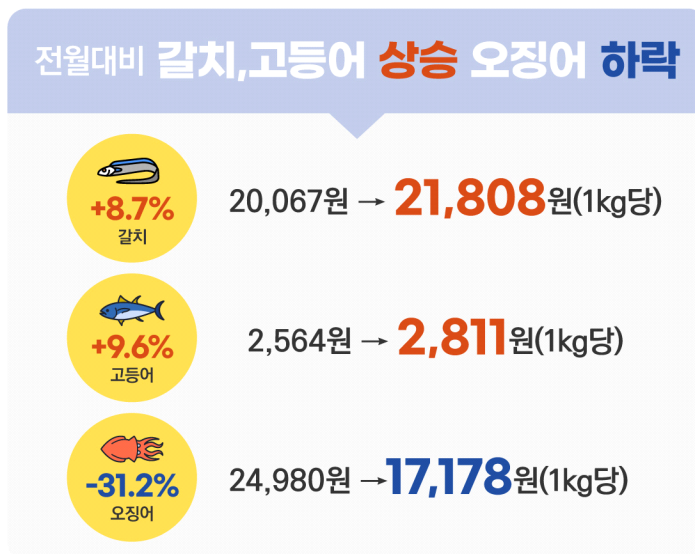 전월대비 갈치,고등어 상승 오징어 하락
+8.7%
갈치
20,067원 → 21,808원(1kg당)
+9.6%
고등어
2,564원 → 2,811원(1kg당)
-31.2%
오징어
24,980원 →17,178원(1kg당)